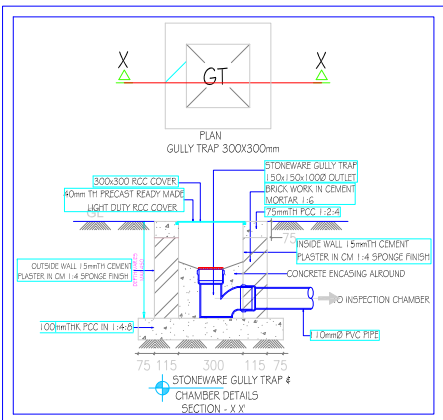 X
X
GT
PLAN
GULLY TRAP 300X300mm
300x300 RCC COVER
40mm TH PRECAST READY MADE
LIGHT DUTY RCC COVER
GL
STONEWARE GULLY TRAP
150x150x100Ø OUTLET
BRICK WORK IN CEMENT
MORTAR 1:6
75mmTH PCC 1:2:4
75
INSIDE WALL 15mmTH CEMENT
PLASTER IN CM 1:4 SPONGE FINISH
OUTSIDE WALL 15mmTH CEMENT
PLASTER IN CM 1:4 SPONGE FINISH
CONCRETE ENCASING ALROUND
TO INSPECTION CHAMBER
100mmTHK PCC IN 1:4:8
110mmØ PVC PIPE
75 115 300 115 75
STONEWARE GULLY TRAP &
CHAMBER DETAILS
SECTION - X X'